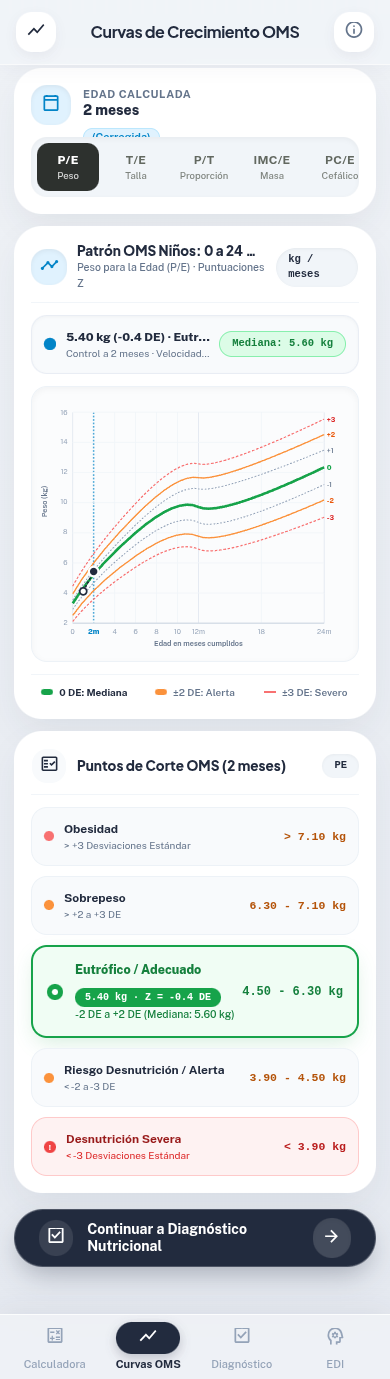 Curvas de Crecimiento OMS
EDAD CALCULADA
2 meses
(Corregida)
P/E
Peso
T/E
Talla
P/T
Proporción
IMC/E
Masa
PC/E
Cefálico
Patrón OMS Niños: 0 a 24 ...
Peso para la Edad (P/E) · Puntuaciones
Z
kg /
meses
5.40 kg (-0.4 DE) · Eutr...
Control a 2 meses · Velocidad...
Mediana: 5.60 kg
16
14
12
10
8
6
4
2
Peso (kg)
+3
+2
+1
0
-1
-2
-3
0
2m
4
6
8
10
12m
18
24m
Edad en meses cumplidos
0 DE: Mediana
±2 DE: Alerta
±3 DE: Severo
Puntos de Corte OMS (2 meses)
PE
Obesidad
> +3 Desviaciones Estándar
> 7.10 kg
Sobrepeso
> +2 a +3 DE
6.30 - 7.10 kg
Eutrófico / Adecuado
5.40 kg · Z = -0.4 DE
-2 DE a +2 DE (Mediana: 5.60 kg)
4.50 - 6.30 kg
Riesgo Desnutrición / Alerta
< -2 a -3 DE
3.90 - 4.50 kg
Desnutrición Severa
< -3 Desviaciones Estándar
< 3.90 kg
Continuar a Diagnóstico
Nutricional
Calculadora
Curvas OMS
Diagnóstico
EDI